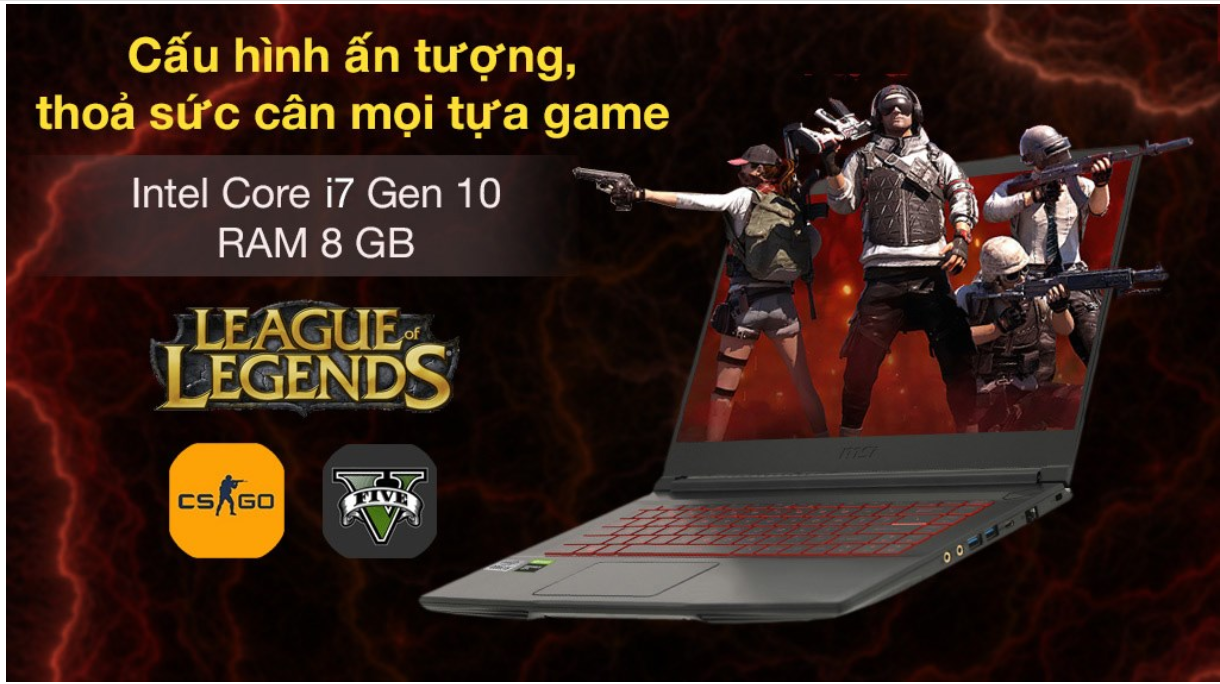 Cấu hình ấn tượng,
thoả sức cân mọi tựa game
Intel Core i7 Gen 10
RAM 8 GB
LEAGUE of
LEGENDS
CS GO
V
FIVE
msi